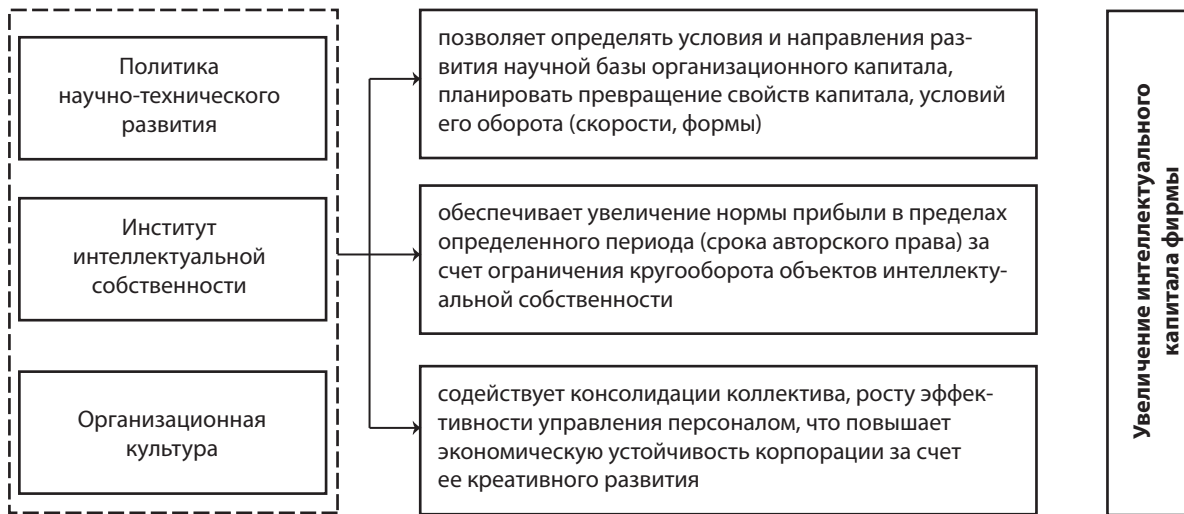 Политика
научно-технического
развития
позволяет определять условия и направления раз-
вития научной базы организационного капитала,
планировать превращение свойств капитала, условий
его оборота (скорости, формы)
Институт
интеллектуальной
собственности
обеспечивает увеличение нормы прибыли в пределах
определенного периода (срока авторского права) за
счет ограничения кругооборота объектов интеллекту-
альной собственности
Организационная
культура
содействует консолидации коллектива, росту эффек-
тивности управления персоналом, что повышает
экономическую устойчивость корпорации за счет
ее креативного развития
Увеличение интеллектуального
капитала фирмы